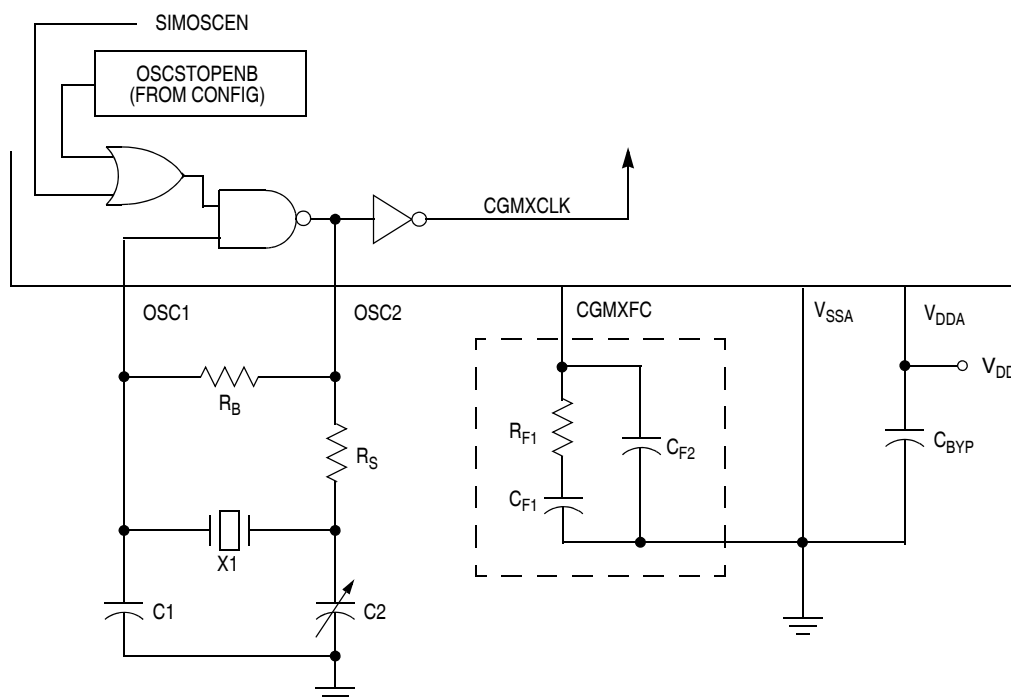 SIMOSCEN
OSCSTOPENB
(FROM CONFIG)
CGMXCLK
OSC1
OSC2
CGMXFC
VSSA
VDDA
VDD
RB
RS
RF1
CF2
CBYP
CF1
X1
C1
C2